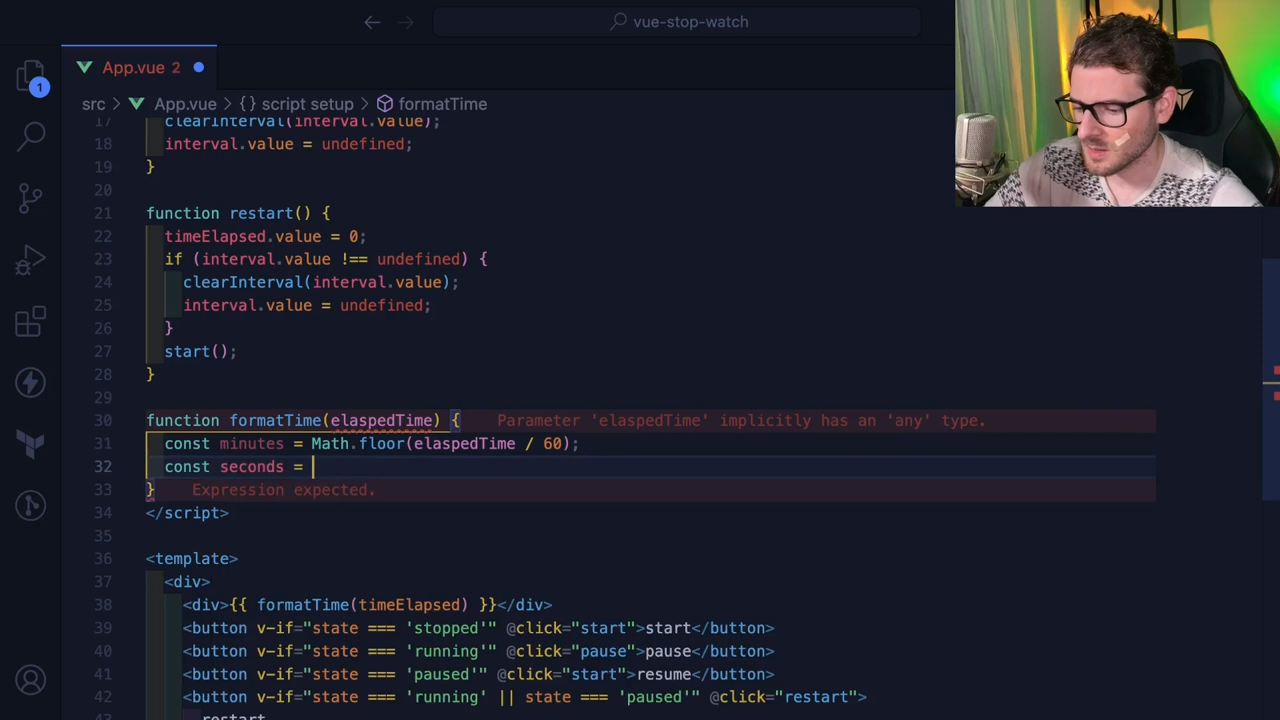 vue-stop-watch
1
App.vue 2
src > App.vue > {} script setup > formatTime
17 clearInterval(interval.value);
18 interval.value = undefined;
19 }
20
21 function restart() {
22 timeElapsed.value = 0;
23 if (interval.value !== undefined) {
24 clearInterval(interval.value);
25 interval.value = undefined;
26 }
27 start();
28 }
29
30 function formatTime(elaspedTime) { Parameter 'elaspedTime' implicitly has an 'any' type.
31 const minutes = Math.floor(elaspedTime / 60);
32 const seconds =
33 } Expression expected.
34 </script>
35
36 <template>
37 <div>
38 <div>{{ formatTime(timeElapsed) }}</div>
39 <button v-if="state === 'stopped'" @click="start">start</button>
40 <button v-if="state === 'running'" @click="pause">pause</button>
41 <button v-if="state === 'paused'" @click="start">resume</button>
42 <button v-if="state === 'running' || state === 'paused'" @click="restart">
43 restart